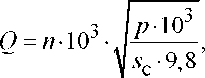 Q = n·10³·√(p·10³ / (s_c·9,8)),